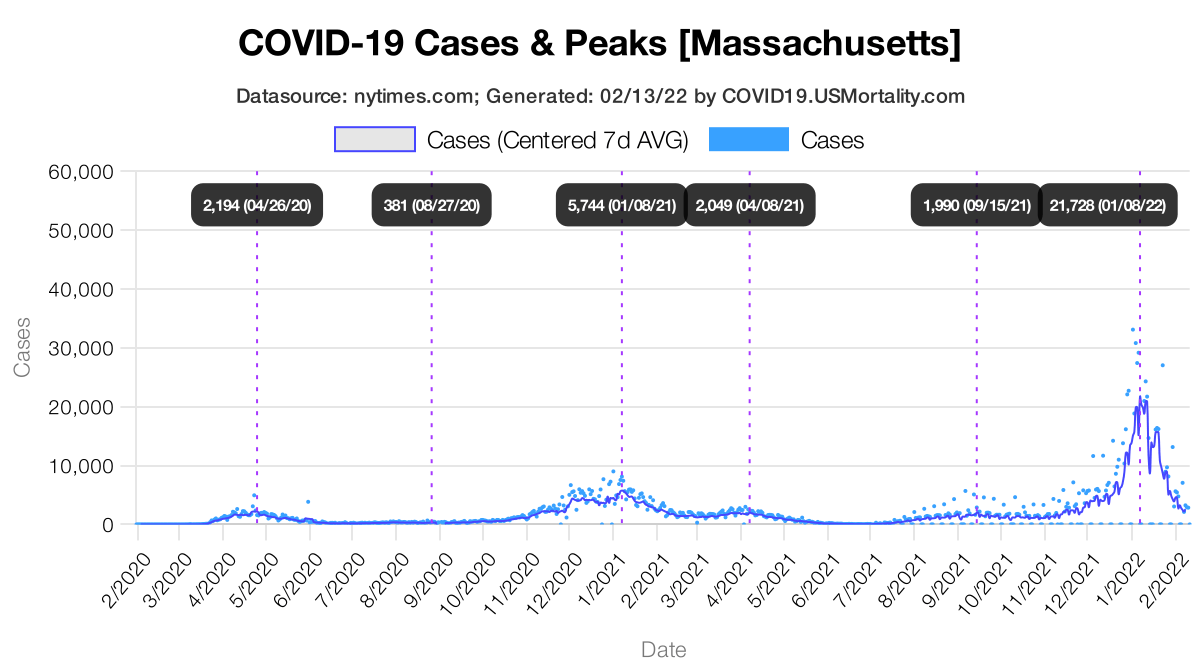 COVID-19 Cases & Peaks [Massachusetts]
Datasource: nytimes.com; Generated: 02/13/22 by COVID19.USMortality.com
Cases (Centered 7d AVG) Cases
60,000
2,194 (04/26/20) 381 (08/27/20) 5,744 (01/08/21) 2,049 (04/08/21) 1,990 (09/15/21) 21,728 (01/08/22)
50,000
40,000
30,000
20,000
10,000
0
Cases
2/2020 3/2020 4/2020 5/2020 6/2020 7/2020 8/2020 9/2020 10/2020 11/2020 12/2020 1/2021 2/2021 3/2021 4/2021 5/2021 6/2021 7/2021 8/2021 9/2021 10/2021 11/2021 12/2021 1/2022 2/2022
Date